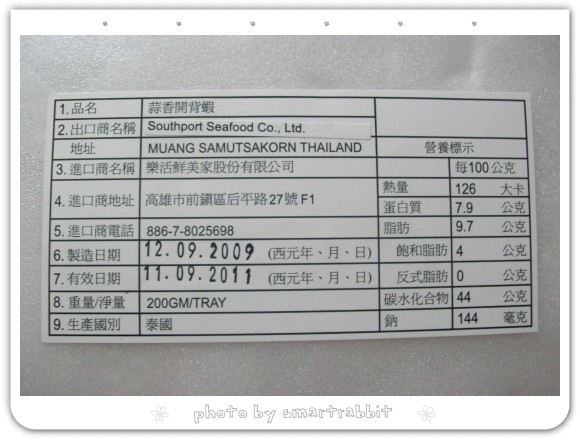 1.品名 蒜香開背蝦
2.出口商名稱 Southport Seafood Co., Ltd.
地址 MUANG SAMUTSAKORN THAILAND
3.進口商名稱 樂活鮮美家股份有限公司
4.進口商地址 高雄市前鎮區后平路27號F1
5.進口商電話 886-7-8025698
6.製造日期 12.09.2009 (西元年、月、日)
7.有效日期 11.09.2011 (西元年、月、日)
8.重量/淨量 200GM/TRAY
9.生產國別 泰國
營養標示
每100公克
熱量 126 大卡
蛋白質 7.9 公克
脂肪 9.7 公克
飽和脂肪 4 公克
反式脂肪 0 公克
碳水化合物 44 公克
鈉 144 毫克
photo by smartrabbit